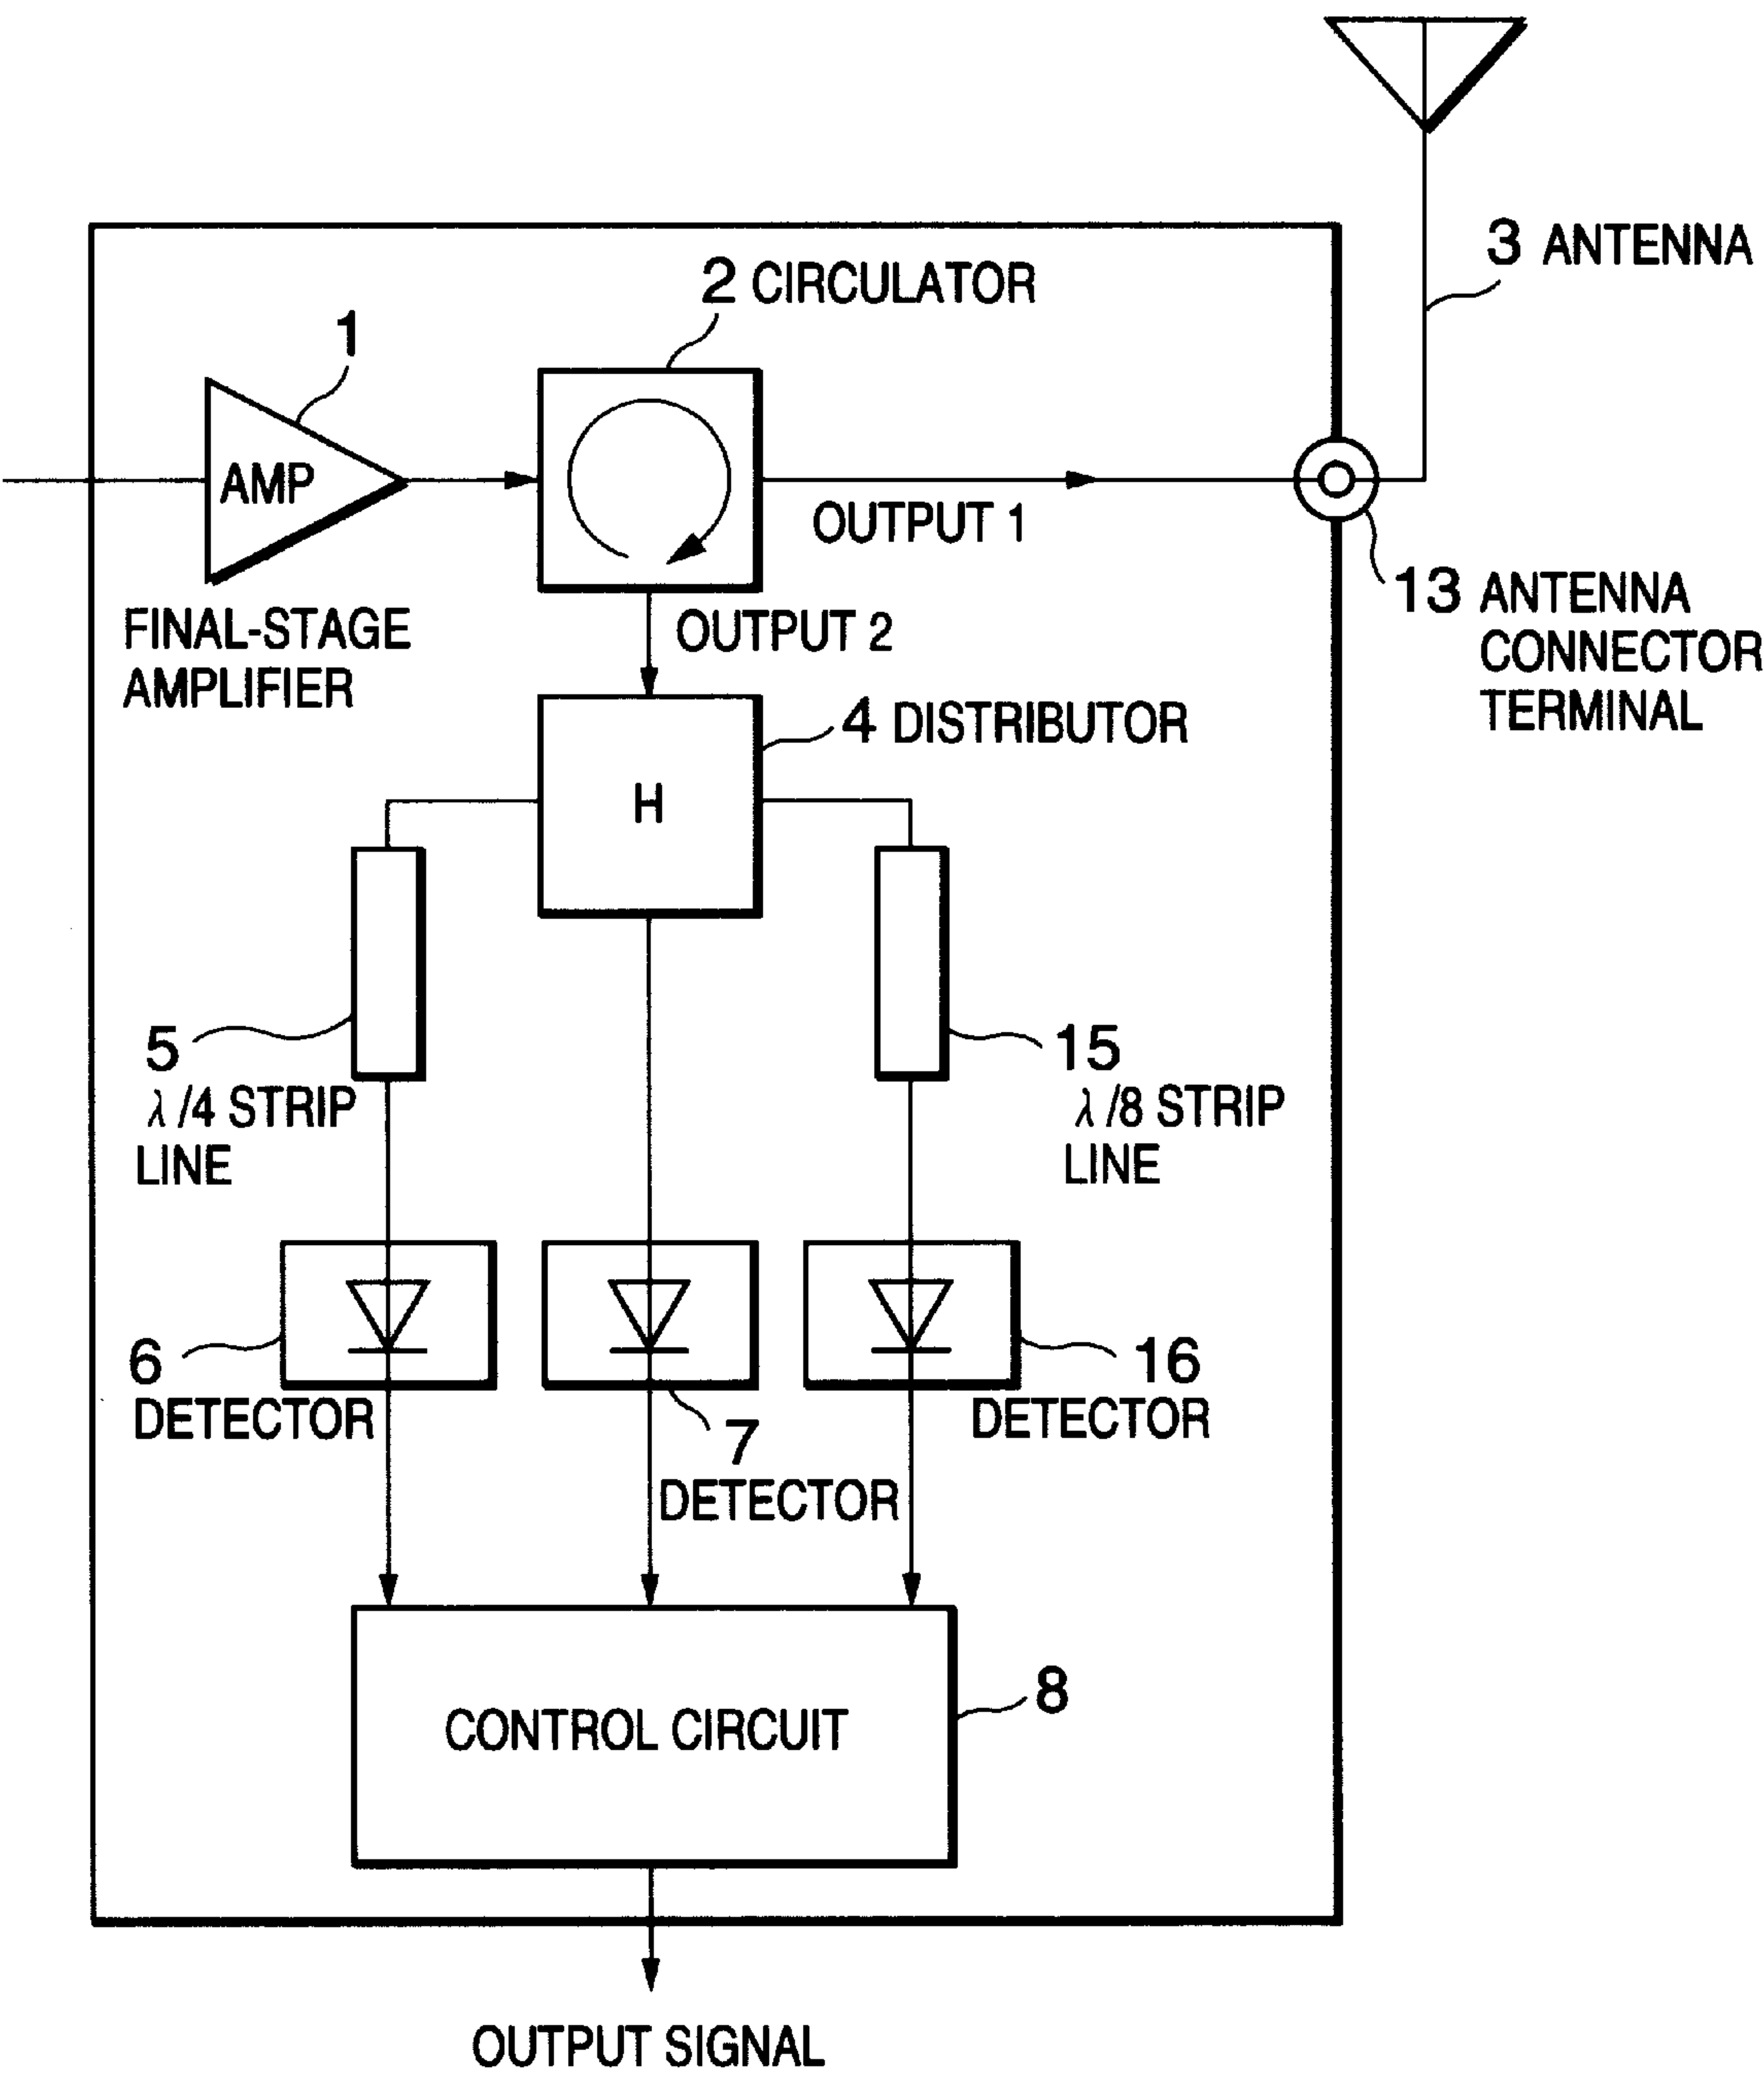 3 ANTENNA
2 CIRCULATOR
1
AMP
OUTPUT 1
13 ANTENNA
CONNECTOR
TERMINAL
FINAL-STAGE
AMPLIFIER
OUTPUT 2
4 DISTRIBUTOR
H
5
λ/4 STRIP
LINE
15
λ/8 STRIP
LINE
6
DETECTOR
7
DETECTOR
16
DETECTOR
CONTROL CIRCUIT
8
OUTPUT SIGNAL